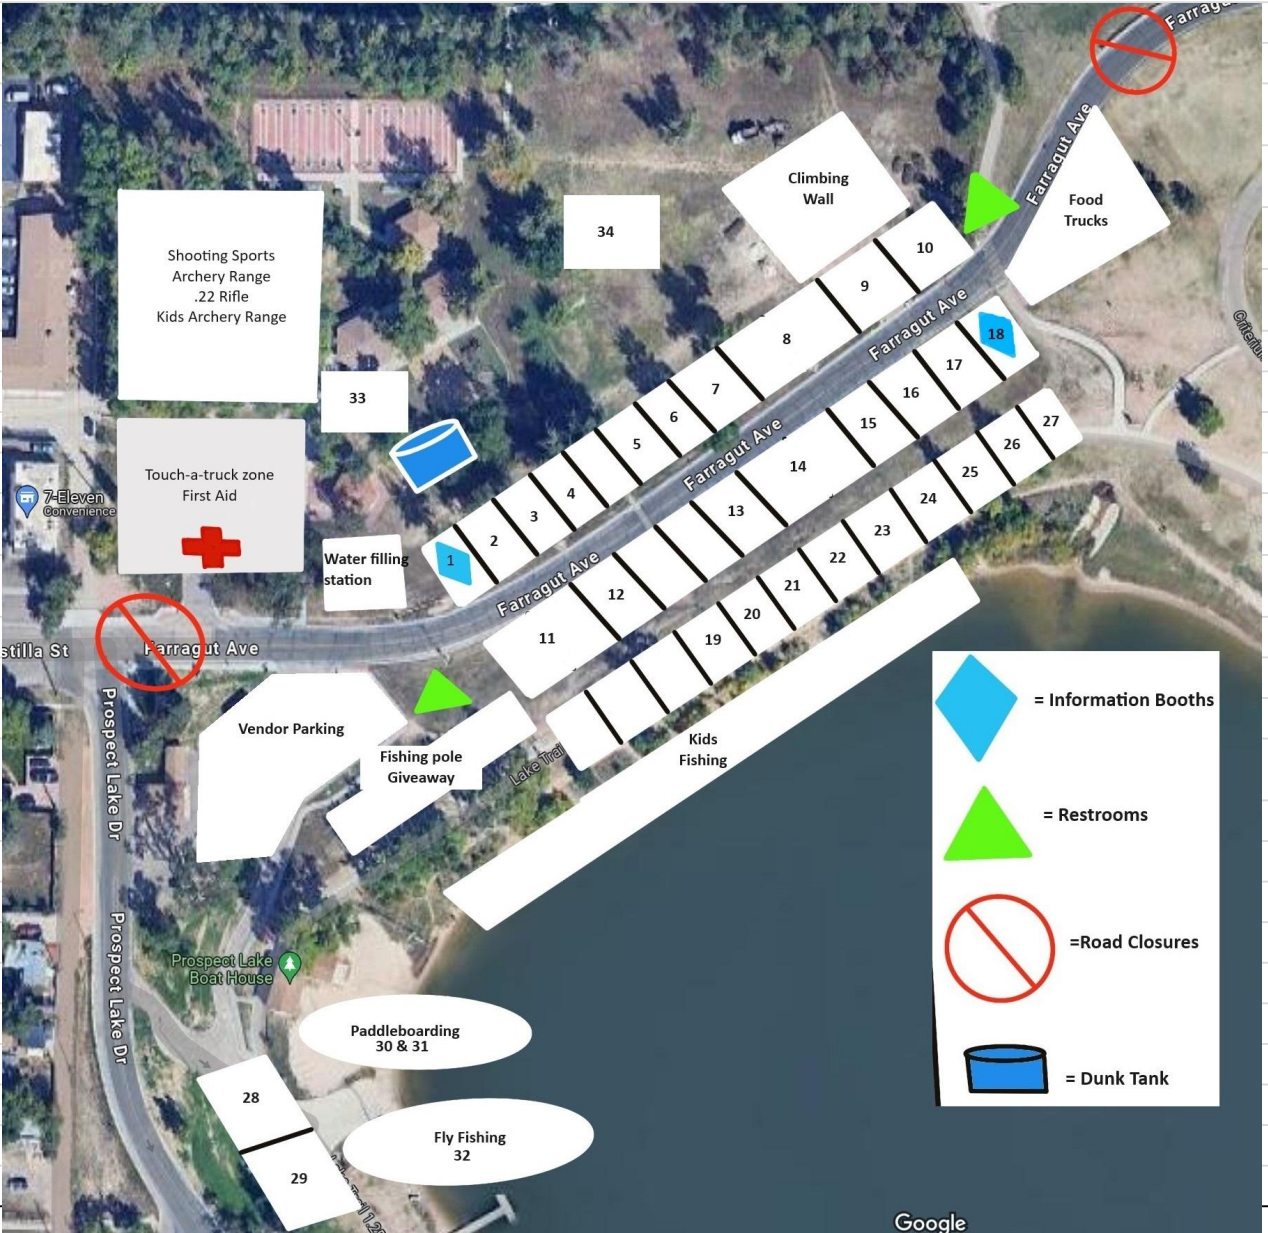 Farragut
Farragut Ave
Climbing
Wall
Food
Trucks
Shooting Sports
Archery Range
.22 Rifle
Kids Archery Range
34
10
9
8
18
17
7
16
33
6
15
5
27
26
14
4
25
3
13
24
2
23
1
22
12
21
20
11
19
Farragut Ave
Farragut Ave
Farragut Ave
Touch-a-truck zone
First Aid
7-Eleven
Convenience
Water filling
station
stilla St
Farragut Ave
Prospect Lake Dr
Vendor Parking
Fishing pole
Giveaway
Lake Trail
Kids
Fishing
= Information Booths
= Restrooms
=Road Closures
= Dunk Tank
Prospect Lake
Boat House
Prospect Lake Dr
Paddleboarding
30 & 31
28
Fly Fishing
32
29
Google